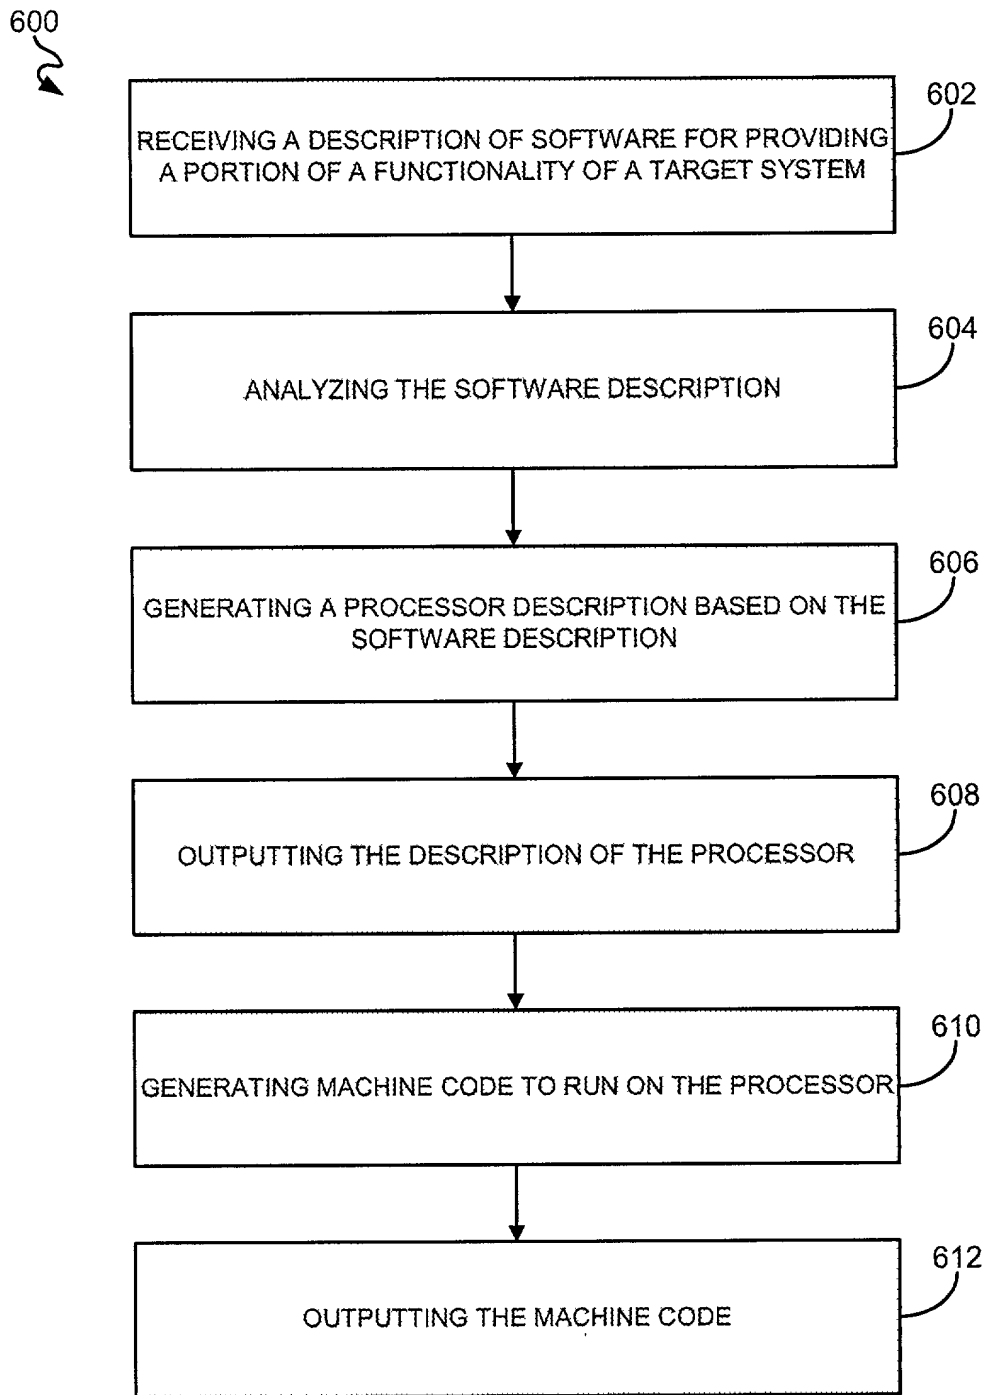 600
602
RECEIVING A DESCRIPTION OF SOFTWARE FOR PROVIDING
A PORTION OF A FUNCTIONALITY OF A TARGET SYSTEM
604
ANALYZING THE SOFTWARE DESCRIPTION
606
GENERATING A PROCESSOR DESCRIPTION BASED ON THE
SOFTWARE DESCRIPTION
608
OUTPUTTING THE DESCRIPTION OF THE PROCESSOR
610
GENERATING MACHINE CODE TO RUN ON THE PROCESSOR
612
OUTPUTTING THE MACHINE CODE